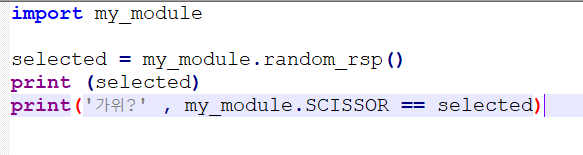 import my_module
selected = my_module.random_rsp()
print (selected)
print('가위?' , my_module.SCISSOR == selected)